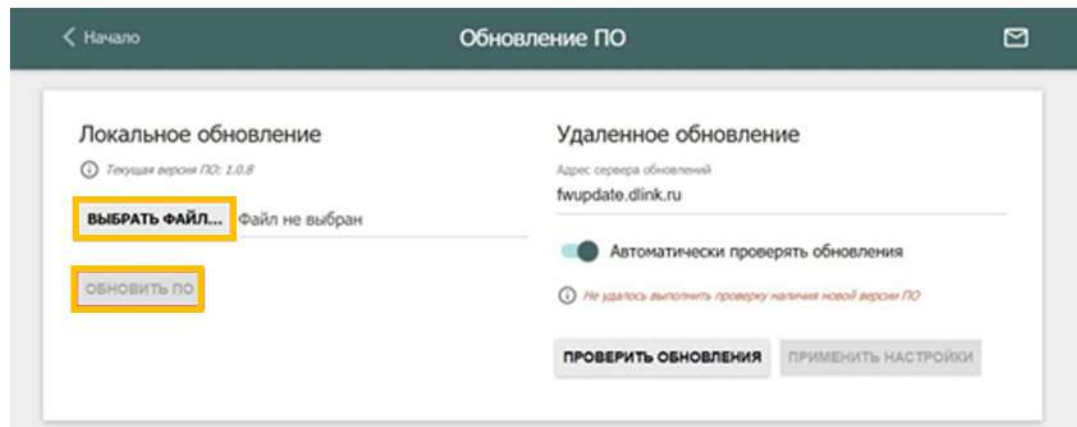 Начало
Обновление ПО
Локальное обновление
Текущая версия ПО: 1.0.8
ВЫБРАТЬ ФАЙЛ... Файл не выбран
ОБНОВИТЬ ПО
Удаленное обновление
Адрес сервера обновлений
fwupdate.dlink.ru
Автоматически проверять обновления
Не удалось выполнить проверку наличия новой версии ПО
ПРОВЕРИТЬ ОБНОВЛЕНИЯ ПРИМЕНИТЬ НАСТРОЙКИ